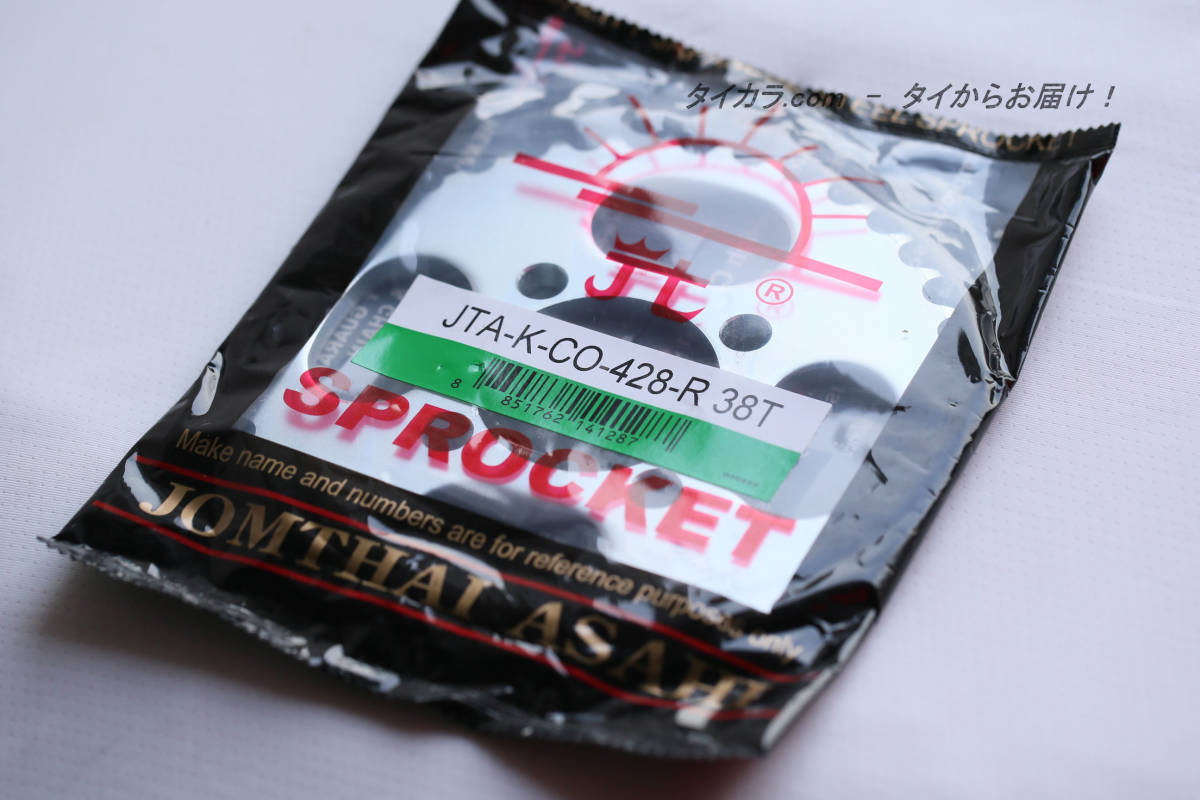 タイカラ.com － タイからお届け！
SPROCKET
Jt ®
JTA-K-CO-428-R 38T
8 851762 141287
SPROCKET
Make name and numbers are for reference purposes only
JOMTHAI ASAHI